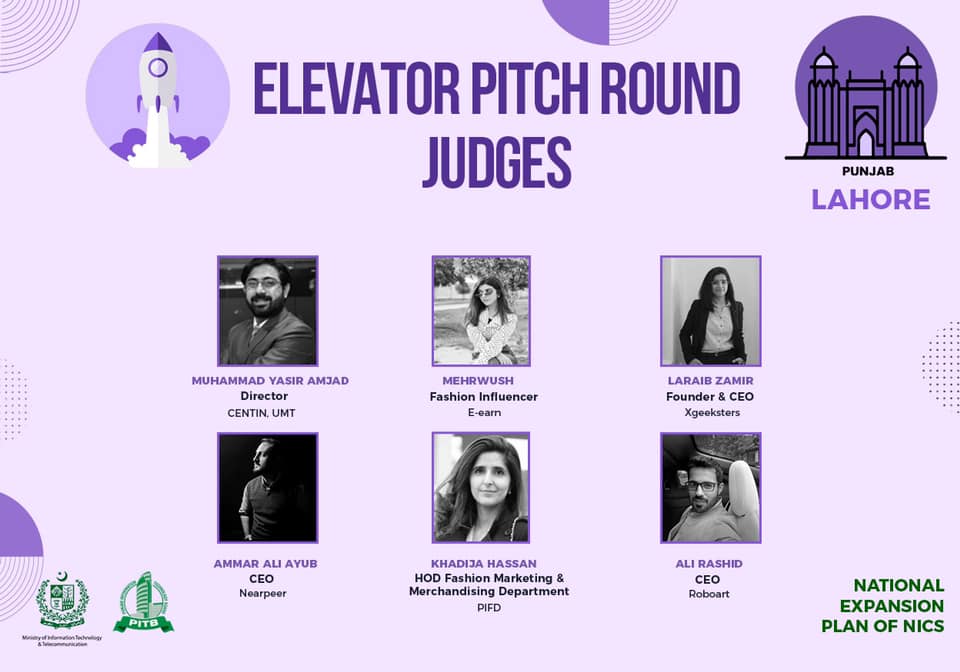 ELEVATOR PITCH ROUND
JUDGES
PUNJAB
LAHORE
MUHAMMAD YASIR AMJAD
Director
CENTIN, UMT
MEHRWUSH
Fashion Influencer
E-earn
LARAIB ZAMIR
Founder & CEO
Xgeeksters
AMMAR ALI AYUB
CEO
Nearpeer
KHADIJA HASSAN
HOD Fashion Marketing &
Merchandising Department
PIFD
ALI RASHID
CEO
Roboart
Ministry of Information Technology
& Telecommunication
PITB
NATIONAL
EXPANSION
PLAN OF NICS